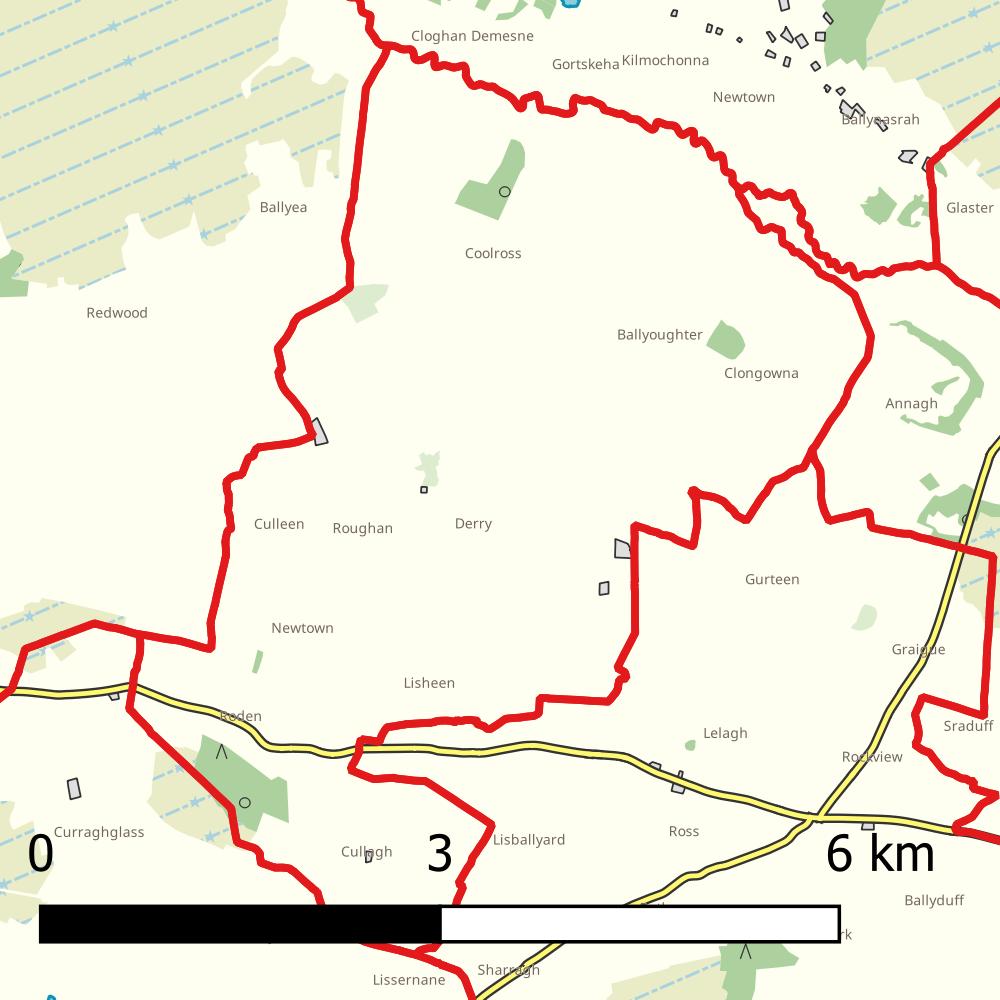 Cloghan Demesne
Gortskeha
Kilmochonna
Newtown
Ballynasrah
Ballyea
Glaster
Coolross
Redwood
Ballyoughter
Clongowna
Annagh
Culleen
Roughan
Derry
Gurteen
Newtown
Graigue
Lisheen
Roden
Sraduff
Lelagh
Rockview
Curraghglass
Ross
Lisballyard
Cullagh
0
3
6 km
Ballyduff
rk
Sharragh
Lissernane